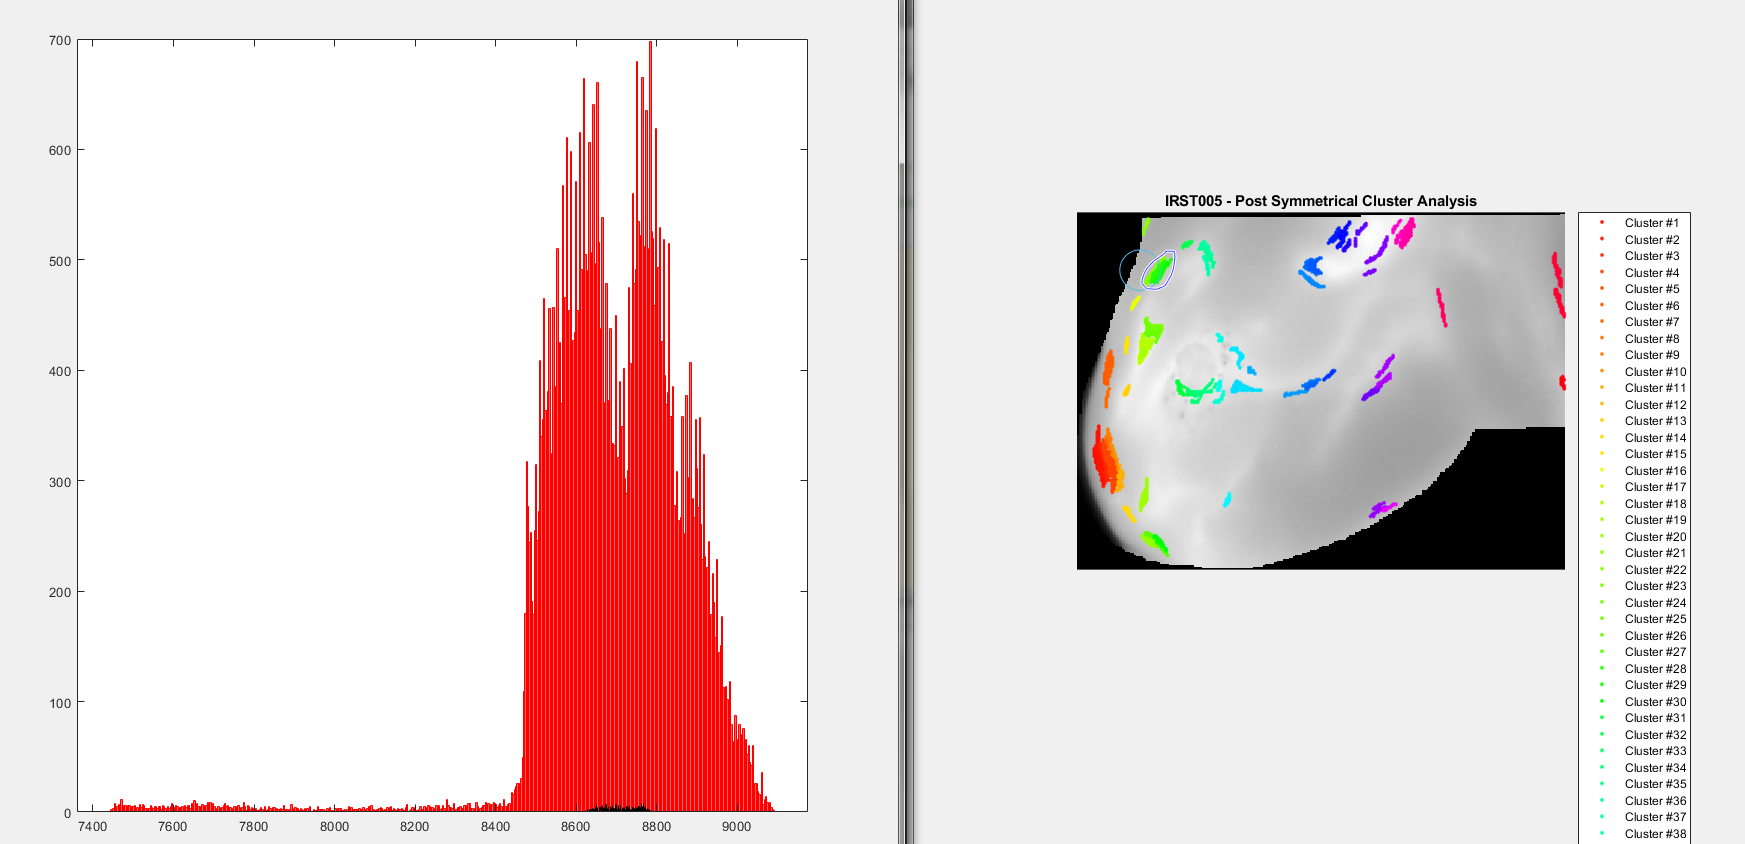 700
600
500
400
300
200
100
0
7400 7600 7800 8000 8200 8400 8600 8800 9000
IRST005 - Post Symmetrical Cluster Analysis
Cluster #1
Cluster #2
Cluster #3
Cluster #4
Cluster #5
Cluster #6
Cluster #7
Cluster #8
Cluster #9
Cluster #10
Cluster #11
Cluster #12
Cluster #13
Cluster #14
Cluster #15
Cluster #16
Cluster #17
Cluster #18
Cluster #19
Cluster #20
Cluster #21
Cluster #22
Cluster #23
Cluster #24
Cluster #25
Cluster #26
Cluster #27
Cluster #28
Cluster #29
Cluster #30
Cluster #31
Cluster #32
Cluster #33
Cluster #34
Cluster #35
Cluster #36
Cluster #37
Cluster #38